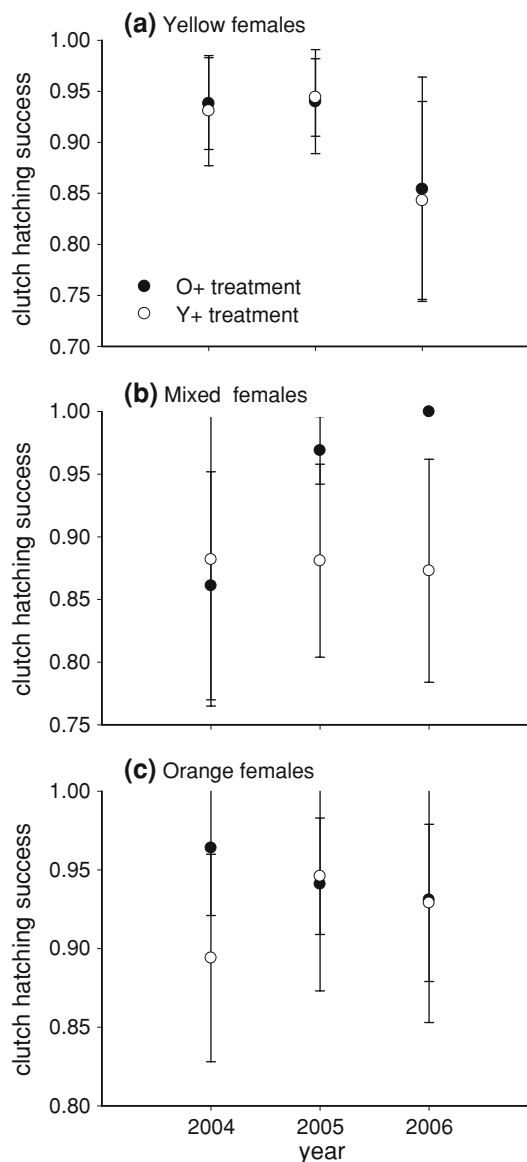 (a) Yellow females
clutch hatching success
1.00
0.95
0.90
0.85
0.80
0.75
0.70
O+ treatment
Y+ treatment
(b) Mixed females
clutch hatching success
1.00
0.95
0.90
0.85
0.80
0.75
(c) Orange females
clutch hatching success
1.00
0.95
0.90
0.85
0.80
2004 2005 2006
year